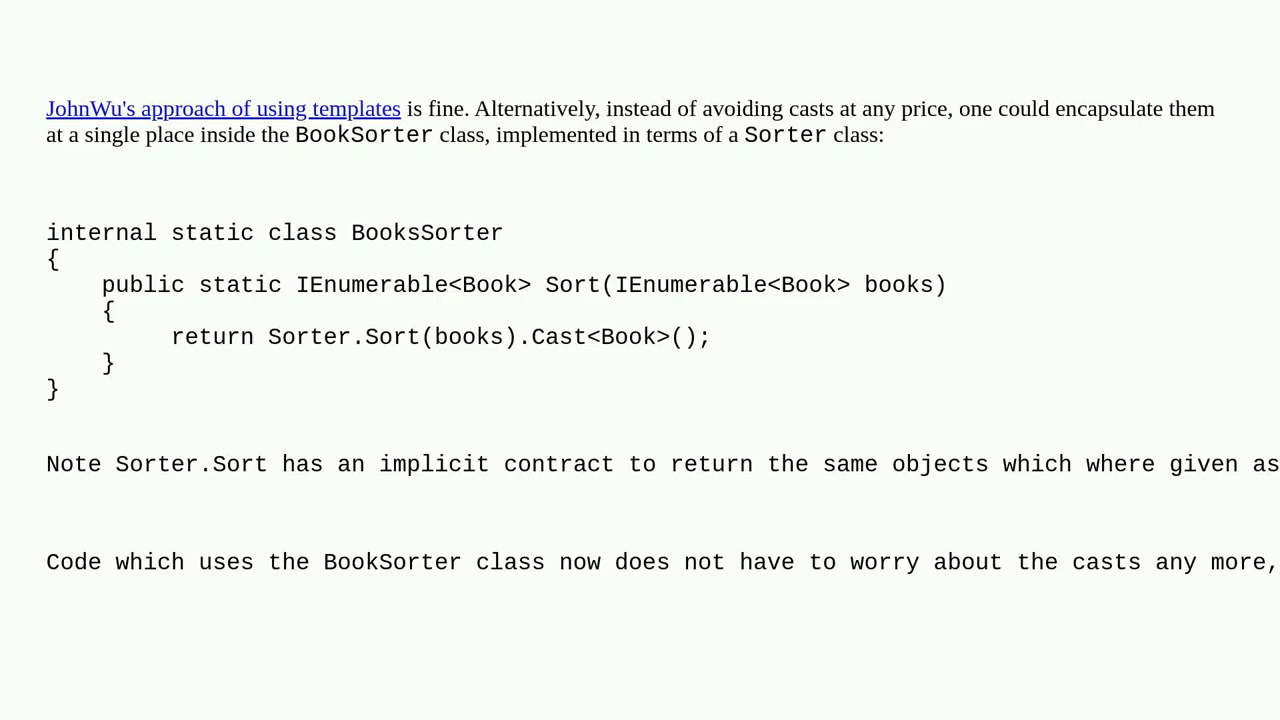 JohnWu's approach of using templates is fine. Alternatively, instead of avoiding casts at any price, one could encapsulate them
at a single place inside the BookSorter class, implemented in terms of a Sorter class:
internal static class BooksSorter
{
    public static IEnumerable<Book> Sort(IEnumerable<Book> books)
    {
         return Sorter.Sort(books).Cast<Book>();
    }
}
Note Sorter.Sort has an implicit contract to return the same objects which where given as
Code which uses the BookSorter class now does not have to worry about the casts any more,